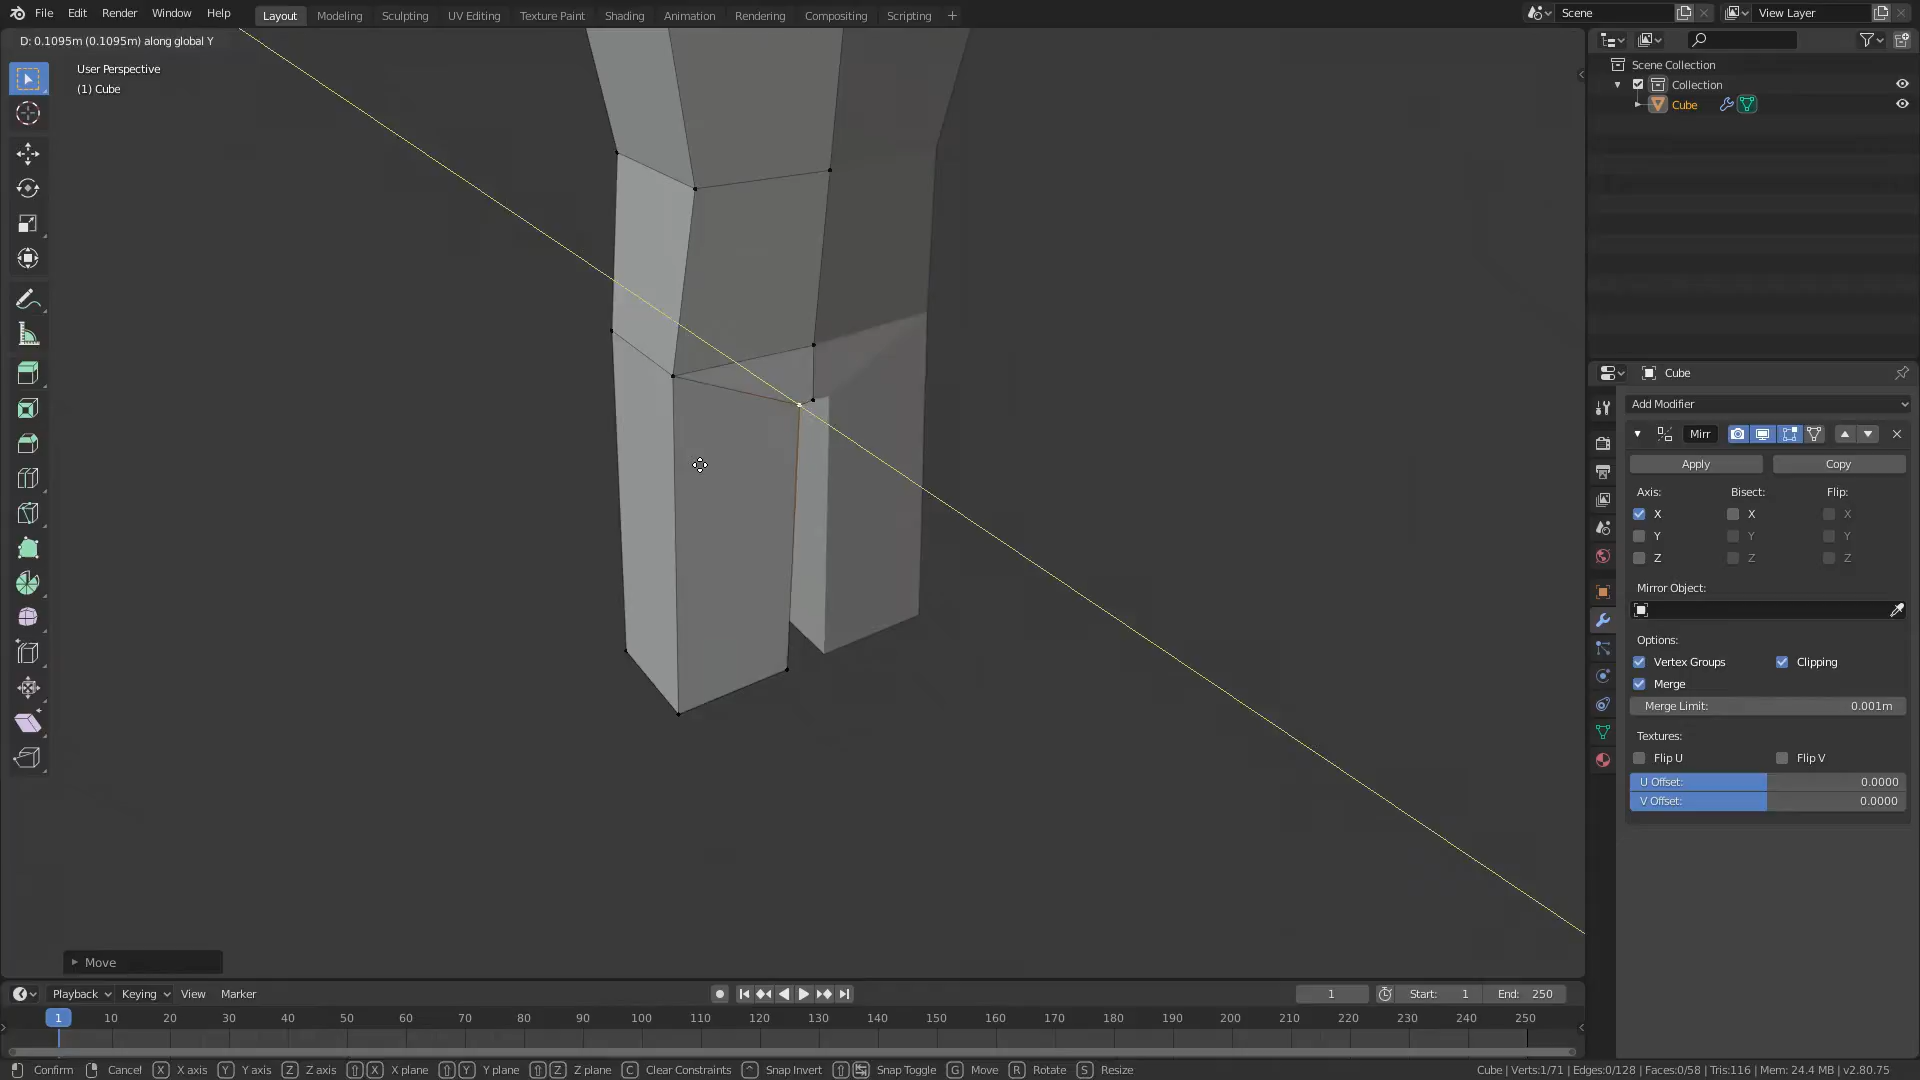 File Edit Render Window Help Layout Modeling Sculpting UV Editing Texture Paint Shading Animation Rendering Compositing Scripting + Scene View Layer
D: 0.1095m (0.1095m) along global Y
User Perspective
(1) Cube
Scene Collection
Collection
Cube
Cube
Add Modifier
Mirr
Apply Copy
Axis: Bisect: Flip:
X X X
Y Y Y
Z Z Z
Mirror Object:
Options:
Vertex Groups Clipping
Merge
Merge Limit: 0.001m
Textures:
Flip U Flip V
U Offset: 0.0000
V Offset: 0.0000
Move
Playback Keying View Marker 1 Start: 1 End: 250
1 10 20 30 40 50 60 70 80 90 100 110 120 130 140 150 160 170 180 190 200 210 220 230 240 250
Confirm Cancel X X axis Y Y axis Z Z axis X X plane Y Y plane Z Z plane C Clear Constraints ^ Snap Invert Snap Toggle G Move R Rotate S Resize Cube | Verts:1/71 | Edges:0/128 | Faces:0/58 | Tris:116 | Mem: 24.4 MB | v2.80.75